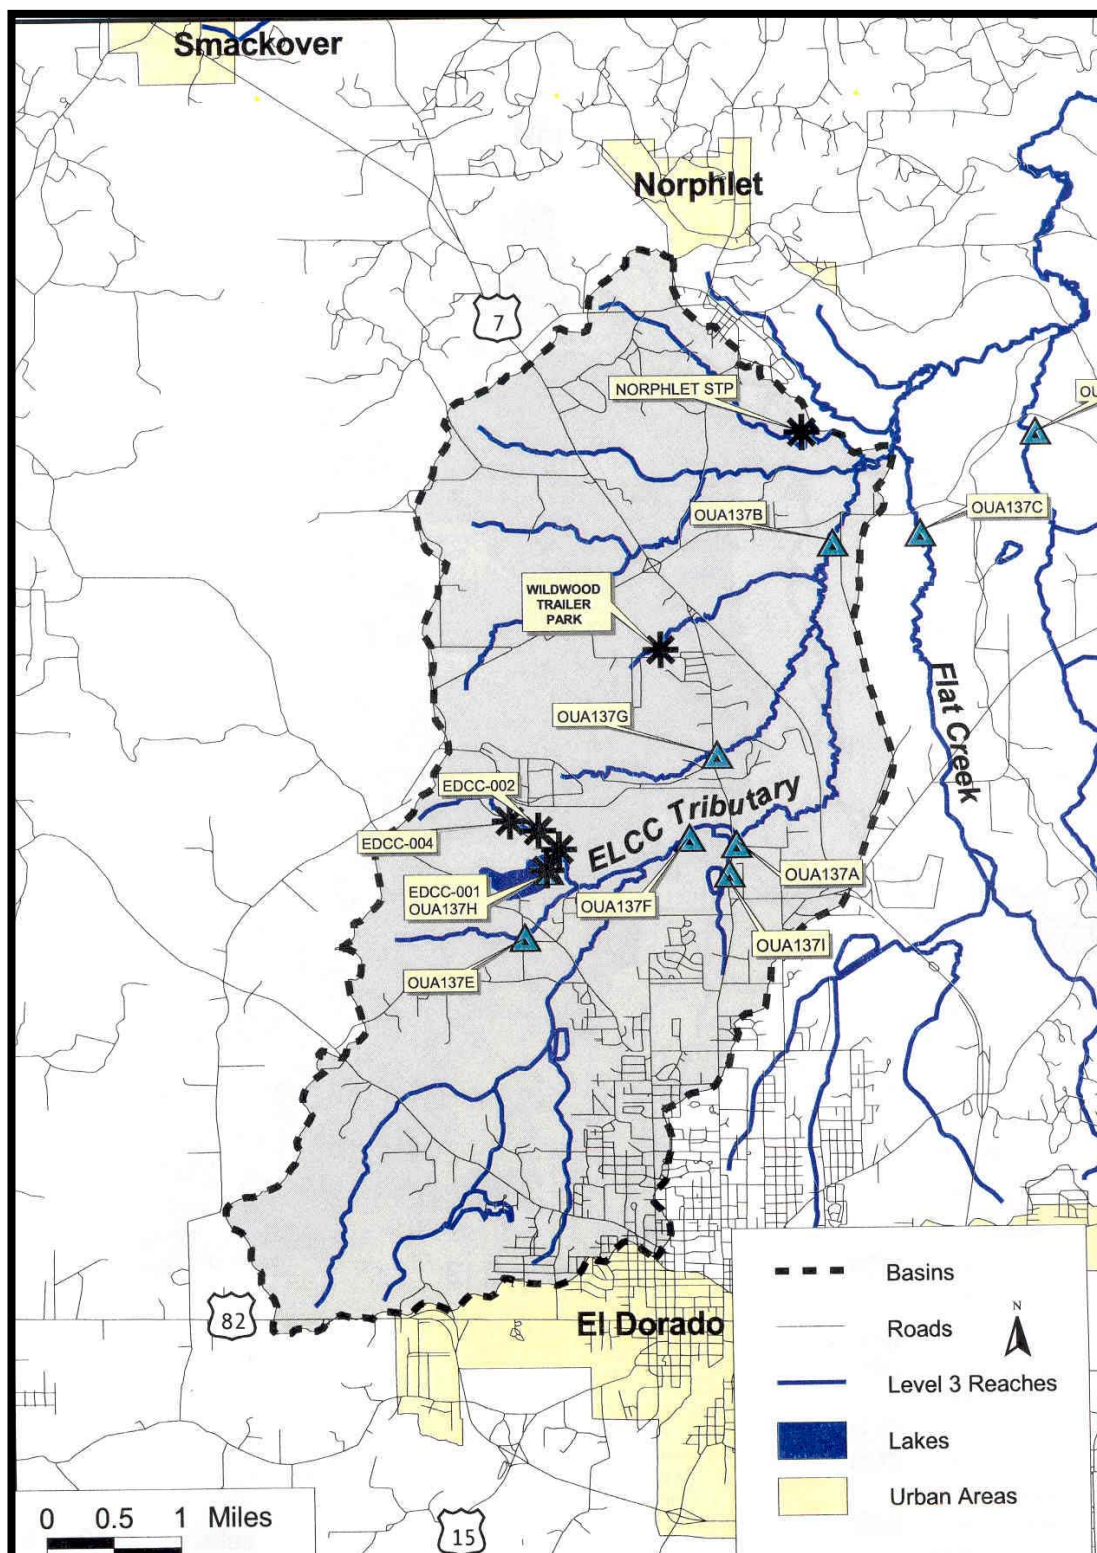 Smackover
Norphlet
7
NORPHLET STP
OU
OUA137B
OUA137C
WILDWOOD
TRAILER
PARK
Flat Creek
OUA137G
EDCC-002
ELCC Tributary
EDCC-004
EDCC-001
OUA137H
OUA137F
OUA137A
OUA137I
OUA137E
82
El Dorado
Basins
N
Roads
Level 3 Reaches
Lakes
Urban Areas
0 0.5 1 Miles
15